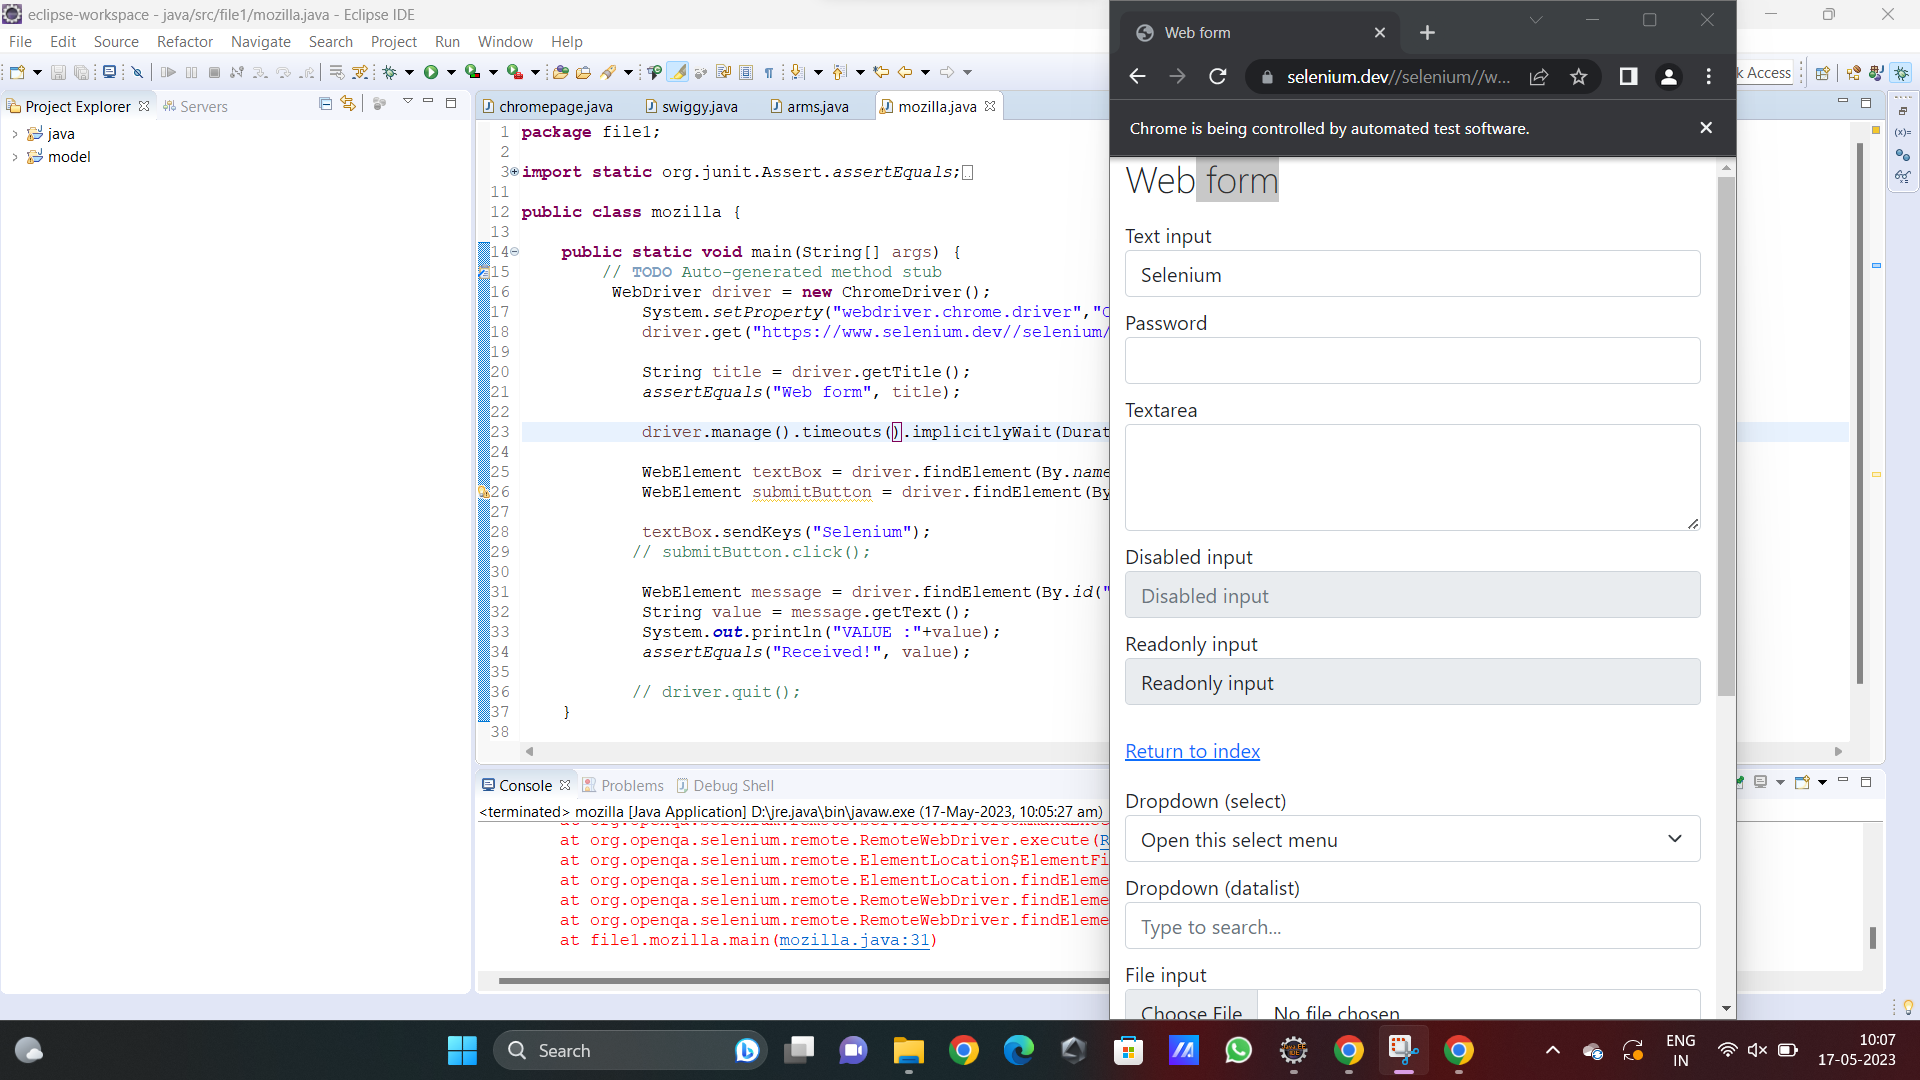 eclipse-workspace - java/src/file1/mozilla.java - Eclipse IDE
File Edit Source Refactor Navigate Search Project Run Window Help
Project Explorer
Servers
java
model
chromepage.java
swiggy.java
arms.java
mozilla.java
1 package file1;
2
3 import static org.junit.Assert.assertEquals;
11
12 public class mozilla {
13
14 public static void main(String[] args) {
15 // TODO Auto-generated method stub
16 WebDriver driver = new ChromeDriver();
17 System.setProperty("webdriver.chrome.driver","
18 driver.get("https://www.selenium.dev//selenium/
19
20 String title = driver.getTitle();
21 assertEquals("Web form", title);
22
23 driver.manage().timeouts().implicitlyWait(Durat
24
25 WebElement textBox = driver.findElement(By.name
26 WebElement submitButton = driver.findElement(By
27
28 textBox.sendKeys("Selenium");
29 // submitButton.click();
30
31 WebElement message = driver.findElement(By.id("
32 String value = message.getText();
33 System.out.println("VALUE :"+value);
34 assertEquals("Received!", value);
35
36 // driver.quit();
37 }
38
Console
Problems
Debug Shell
<terminated> mozilla [Java Application] D:\jre.java\bin\javaw.exe (17-May-2023, 10:05:27 am)
at org.openqa.selenium.remote.RemoteWebDriver.execute(R
at org.openqa.selenium.remote.ElementLocation$ElementFi
at org.openqa.selenium.remote.ElementLocation.findEleme
at org.openqa.selenium.remote.RemoteWebDriver.findEleme
at org.openqa.selenium.remote.RemoteWebDriver.findEleme
at file1.mozilla.main(mozilla.java:31)
Web form
selenium.dev//selenium//w...
k Access
Chrome is being controlled by automated test software.
Web form
Text input
Selenium
Password
Textarea
Disabled input
Disabled input
Readonly input
Readonly input
Return to index
Dropdown (select)
Open this select menu
Dropdown (datalist)
Type to search...
File input
Choose File No file chosen
Search
ENG
IN
10:07
17-05-2023